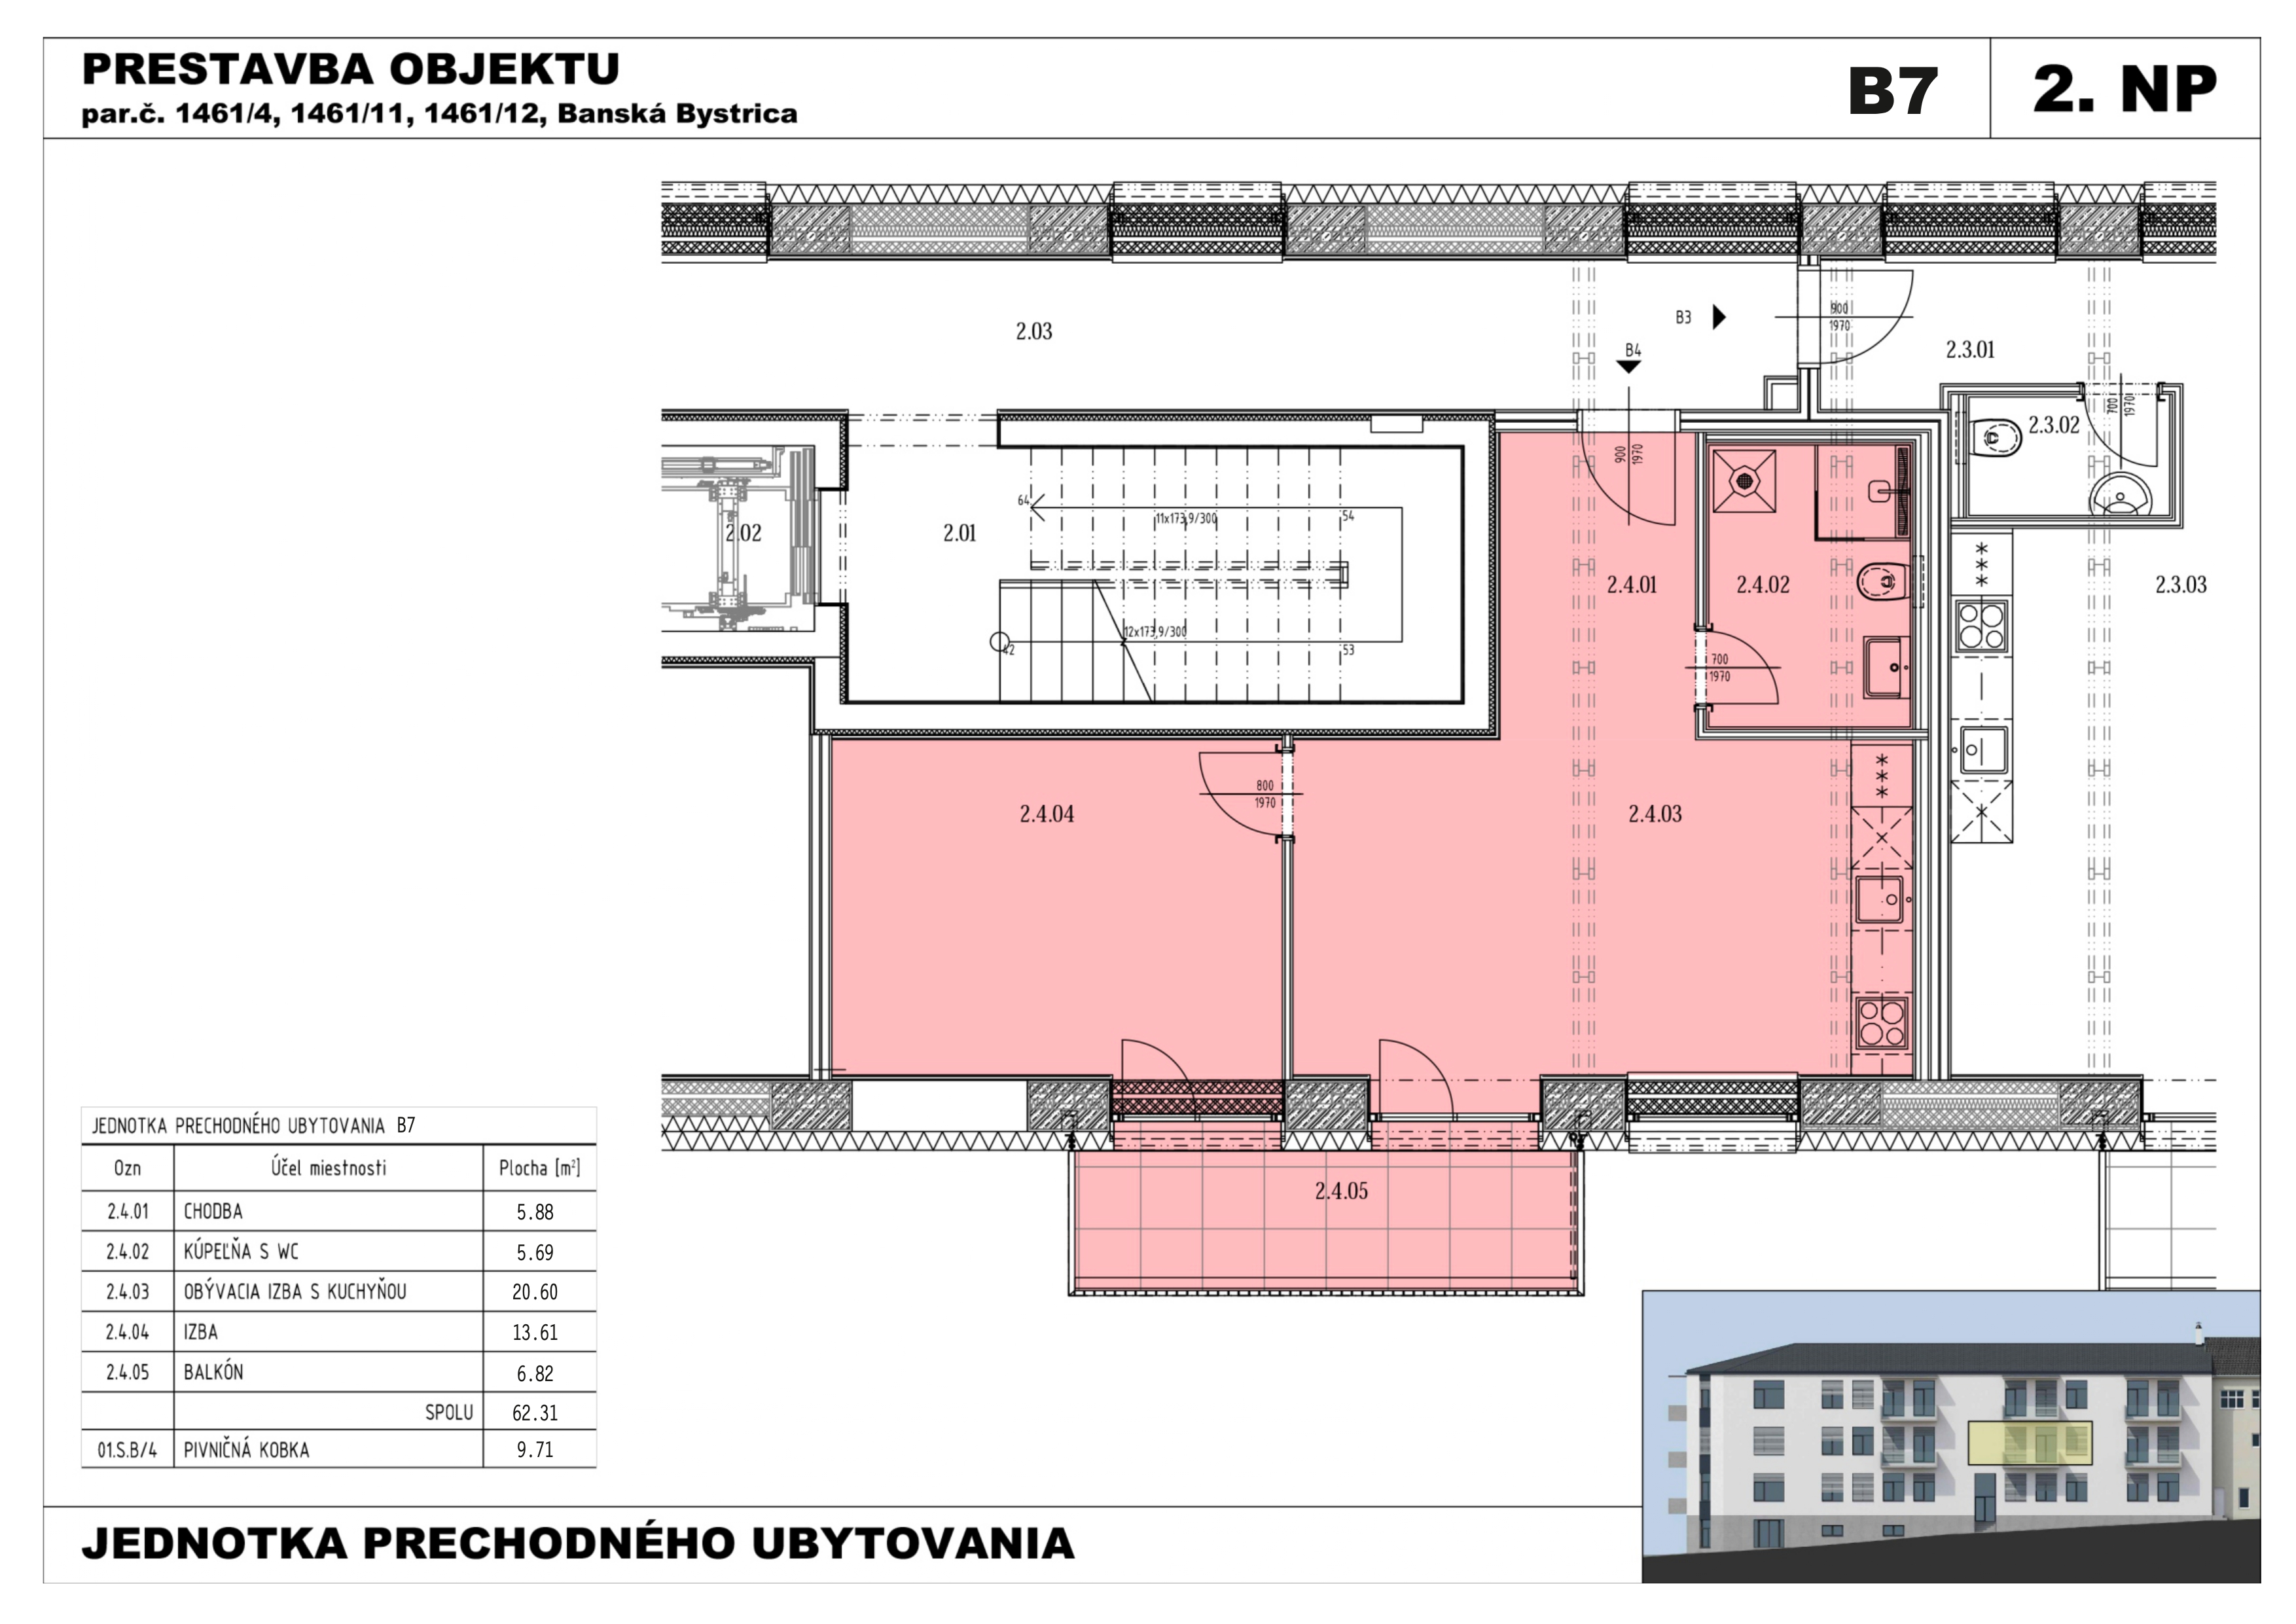 PRESTAVBA OBJEKTU
par.č. 1461/4, 1461/11, 1461/12, Banská Bystrica
B7
2. NP
2.03
B3
B4
900
1970
2.3.01
2.3.02
700
1970
900
1970
2.02
2.01
64
11x173,9/300
54
12x173,9/300
42
53
2.4.01
2.4.02
2.3.03
700
1970
800
1970
2.4.04
2.4.03
2.4.05
JEDNOTKA PRECHODNÉHO UBYTOVANIA B7
Ozn Účel miestnosti Plocha [m²]
2.4.01 CHODBA 5.88
2.4.02 KÚPEĽŇA S WC 5.69
2.4.03 OBÝVACIA IZBA S KUCHYŇOU 20.60
2.4.04 IZBA 13.61
2.4.05 BALKÓN 6.82
SPOLU 62.31
01.S.B/4 PIVNIČNÁ KOBKA 9.71
JEDNOTKA PRECHODNÉHO UBYTOVANIA